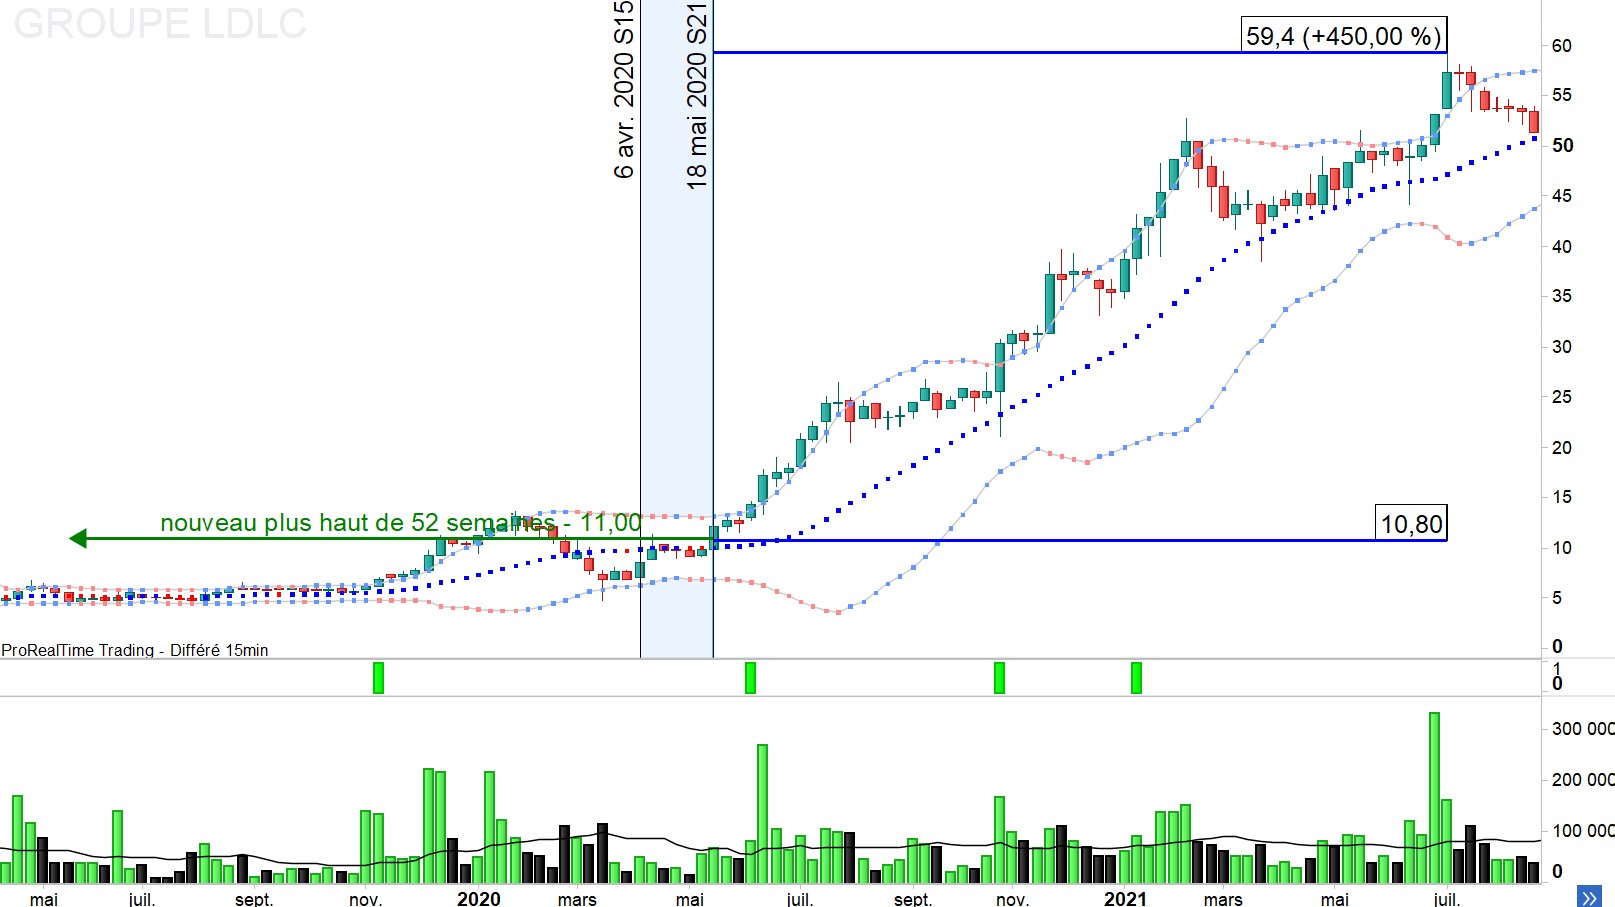 GROUPE LDLC
6 avr. 2020 S15
18 mai 2020 S21
59,4 (+450,00 %)
60
55
50
45
40
35
30
25
20
15
10
5
0
nouveau plus haut de 52 semaines - 11,00
10,80
ProRealTime Trading - Différé 15min
1
0
300 000
200 000
100 000
0
mai juil. sept. nov. 2020 mars mai juil. sept. nov. 2021 mars mai juil.